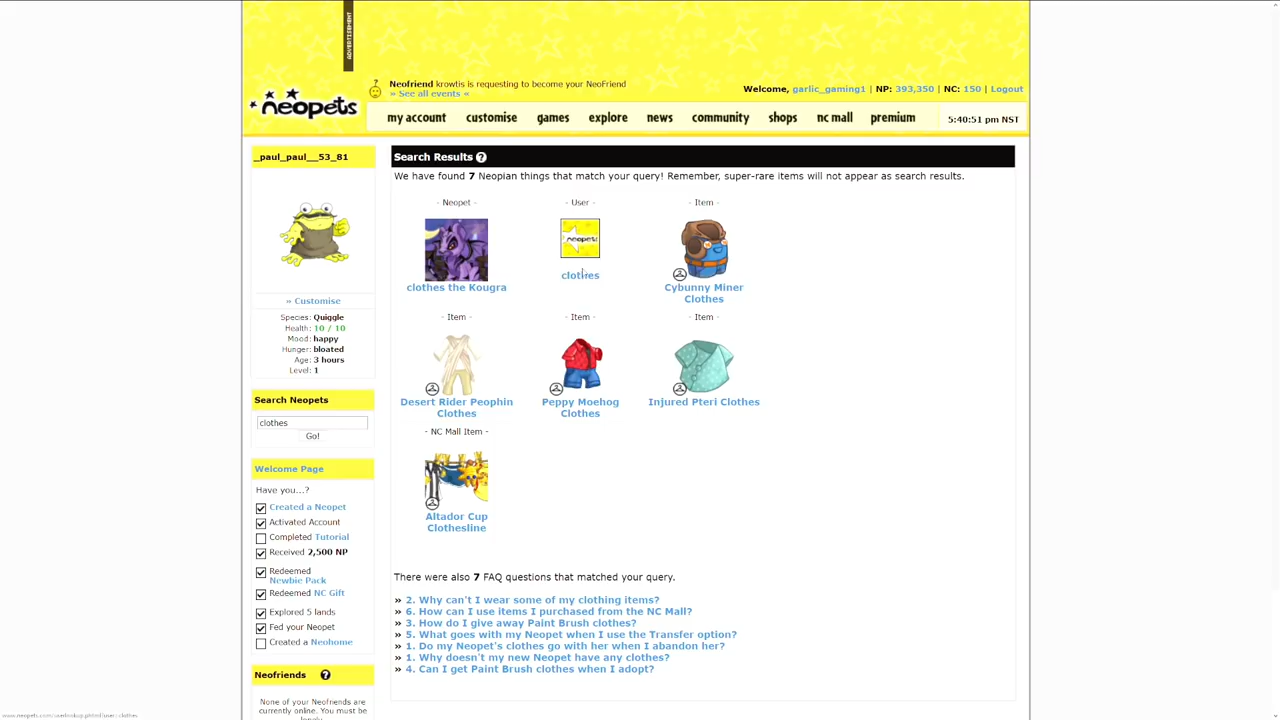 ADVERTISEMENT
Neofriend krowtis is requesting to become your NeoFriend
» See all events «
Welcome, garlic_gaming1 | NP: 393,350 | NC: 150 | Logout
neopets
my account customise games explore news community shops nc mall premium
5:40:51 pm NST
_paul_paul__53_81
» Customise
Species: Quiggle
Health: 10 / 10
Mood: happy
Hunger: bloated
Age: 3 hours
Level: 1
Search Neopets
clothes
Go!
Welcome Page
Have you...?
Created a Neopet
Activated Account
Completed Tutorial
Received 2,500 NP
Redeemed
Newbie Pack
Redeemed NC Gift
Explored 5 lands
Fed your Neopet
Created a Neohome
Neofriends ?
None of your Neofriends are
currently online. You must be
lonely
Search Results ?
We have found 7 Neopian things that match your query! Remember, super-rare items will not appear as search results.
- Neopet - - User - - Item -
neopets
clothes the Kougra
clothes
Cybunny Miner
Clothes
- Item - - Item - - Item -
Desert Rider Peophin
Clothes
Peppy Moehog
Clothes
Injured Pteri Clothes
- NC Mall Item -
Altador Cup
Clothesline
There were also 7 FAQ questions that matched your query.
» 2. Why can't I wear some of my clothing items?
» 6. How can I use items I purchased from the NC Mall?
» 3. How do I give away Paint Brush clothes?
» 5. What goes with my Neopet when I use the Transfer option?
» 1. Do my Neopet's clothes go with her when I abandon her?
» 1. Why doesn't my new Neopet have any clothes?
» 4. Can I get Paint Brush clothes when I adopt?
www.neopets.com/userlookup.phtml?user=clothes